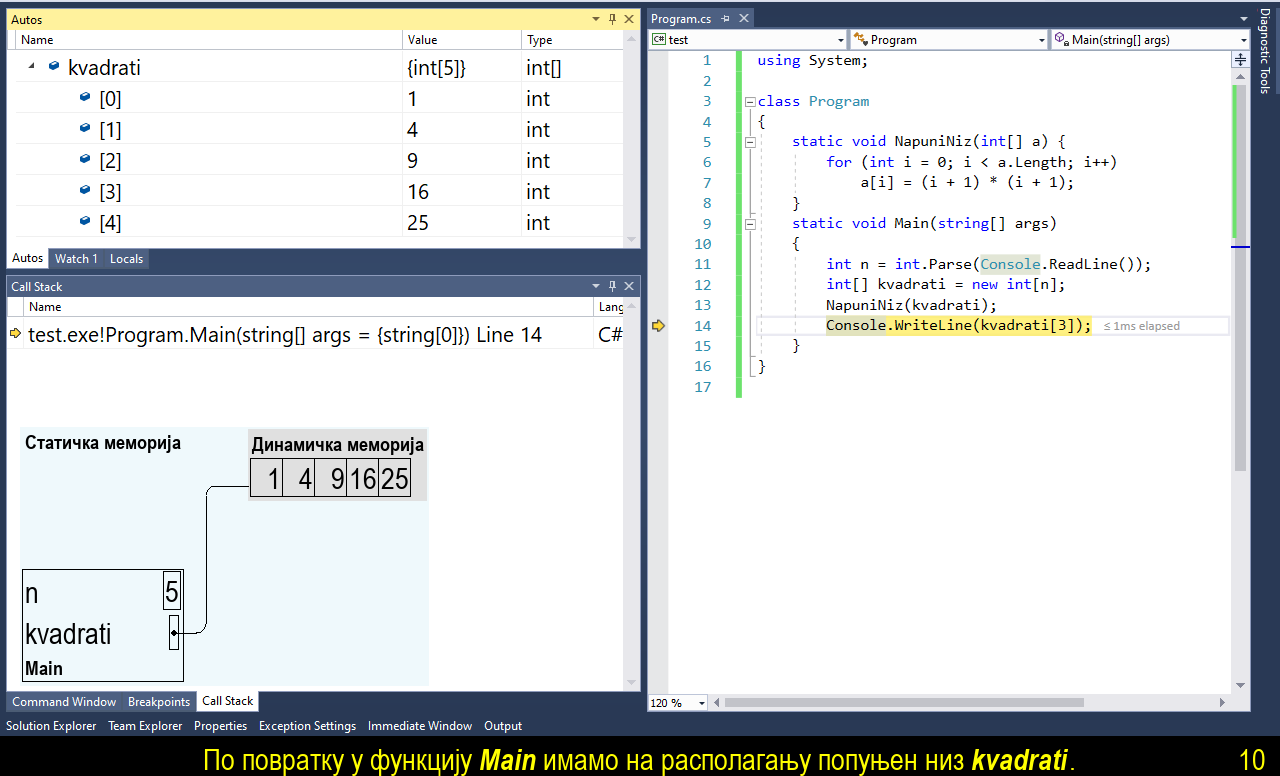 Autos
Name Value Type
kvadrati {int[5]} int[]
[0] 1 int
[1] 4 int
[2] 9 int
[3] 16 int
[4] 25 int
Autos Watch 1 Locals
Call Stack
Name Lang
test.exe!Program.Main(string[] args = {string[0]}) Line 14 C#
Статичка меморија
Динамичка меморија
1 4 9 16 25
n 5
kvadrati
Main
Command Window Breakpoints Call Stack
Solution Explorer Team Explorer Properties Exception Settings Immediate Window Output
Program.cs
C# test Program Main(string[] args)
1 using System;
2
3 class Program
4 {
5 static void NapuniNiz(int[] a) {
6 for (int i = 0; i < a.Length; i++)
7 a[i] = (i + 1) * (i + 1);
8 }
9 static void Main(string[] args)
10 {
11 int n = int.Parse(Console.ReadLine());
12 int[] kvadrati = new int[n];
13 NapuniNiz(kvadrati);
14 Console.WriteLine(kvadrati[3]); ≤ 1ms elapsed
15 }
16 }
17
120 %
Diagnostic Tools
По повратку у функцију Main имамо на располагању попуњен низ kvadrati. 10